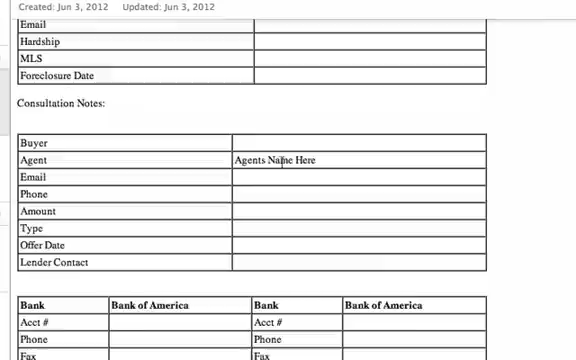 Created: Jun 3, 2012 Updated: Jun 3, 2012
Email
Hardship
MLS
Foreclosure Date
Consultation Notes:
Buyer
Agent Agents Name Here
Email
Phone
Amount
Type
Offer Date
Lender Contact
Bank Bank of America Bank Bank of America
Acct # Acct #
Phone Phone
Fax Fax